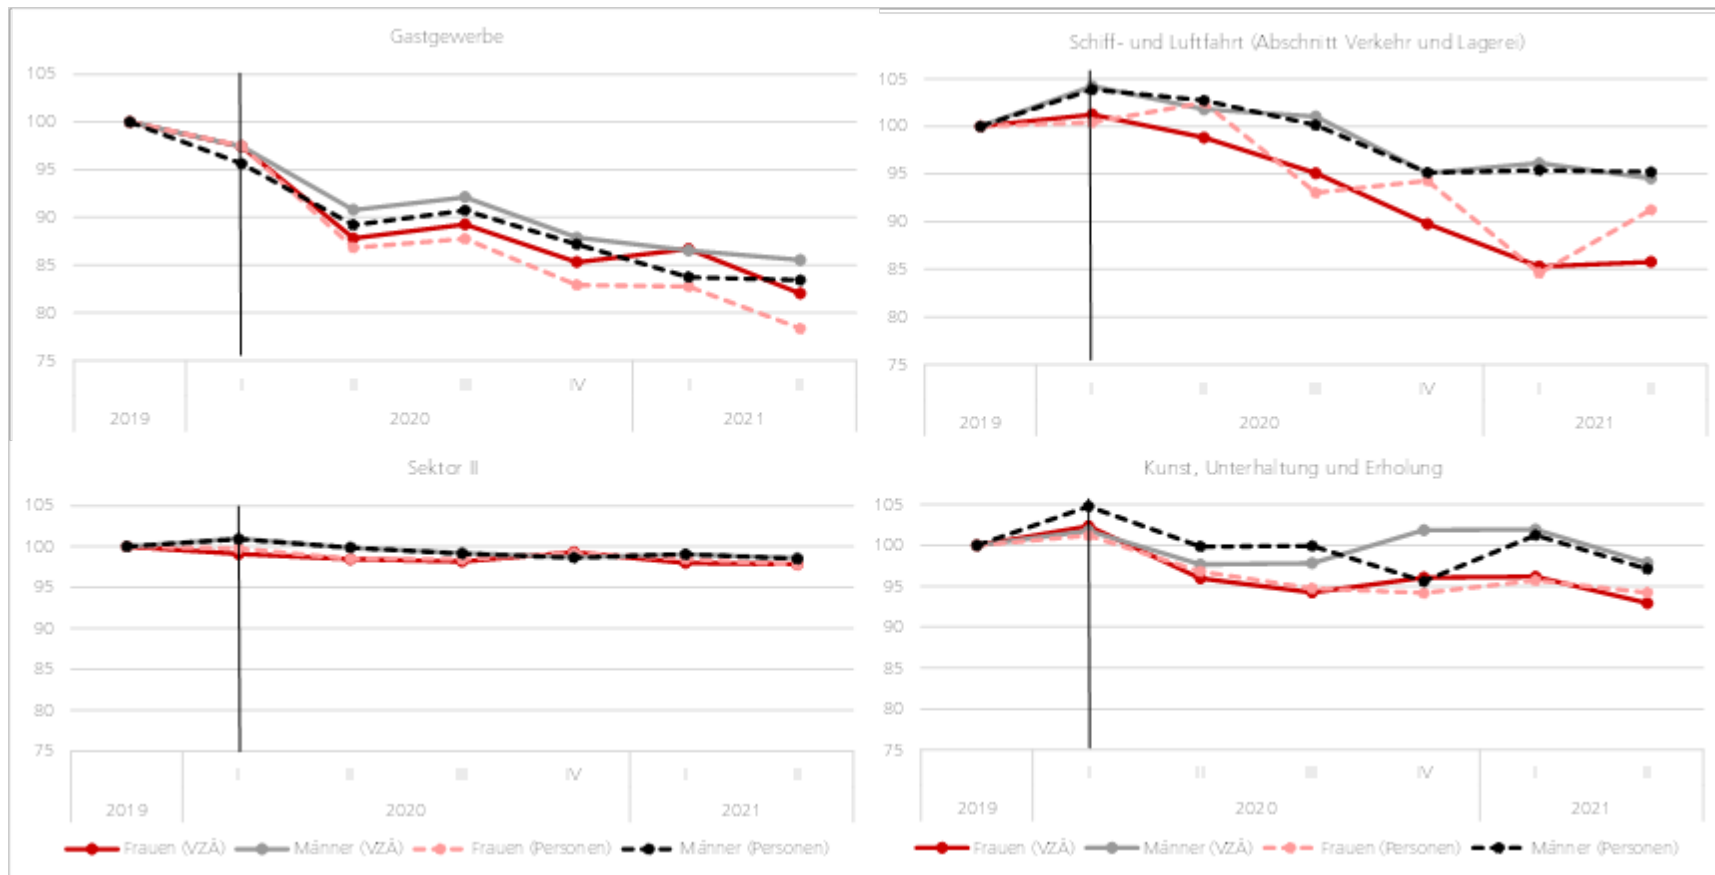 Gastgewerbe
105
100
95
90
85
80
75
I II III IV I II
2019 2020 2021
Schiff- und Luftfahrt (Abschnitt Verkehr und Lagerei)
105
100
95
90
85
80
75
I II III IV I II
2019 2020 2021
Sektor II
105
100
95
90
85
80
75
I II III IV I II
2019 2020 2021
Frauen (VZÄ) Männer (VZÄ) Frauen (Personen) Männer (Personen)
Kunst, Unterhaltung und Erholung
105
100
95
90
85
80
75
I II III IV I II
2019 2020 2021
Frauen (VZÄ) Männer (VZÄ) Frauen (Personen) Männer (Personen)